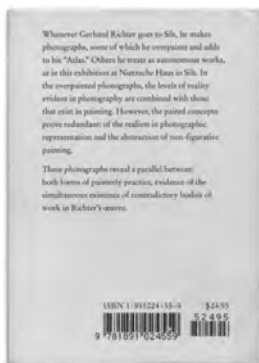 Whenever Gerhard Richter goes to Sils, he makes
photographs, some of which he overpaints and adds
to his "Atlas." Others he treats as autonomous works,
as in this exhibition at Nietzsche Haus in Sils. In
the overpainted photographs, the levels of reality
evident in photography are combined with those
that exist in painting. However, the paired concepts
prove redundant: of the realism in photographic
representation and the abstraction of non-figurative
painting.
These photographs reveal a parallel between
both forms of painterly practice, evidence of the
simultaneous existence of contradictory bodies of
work in Richter's œuvre.
ISBN 1-891024-55-6 $24.95
52495
9 781891 024559